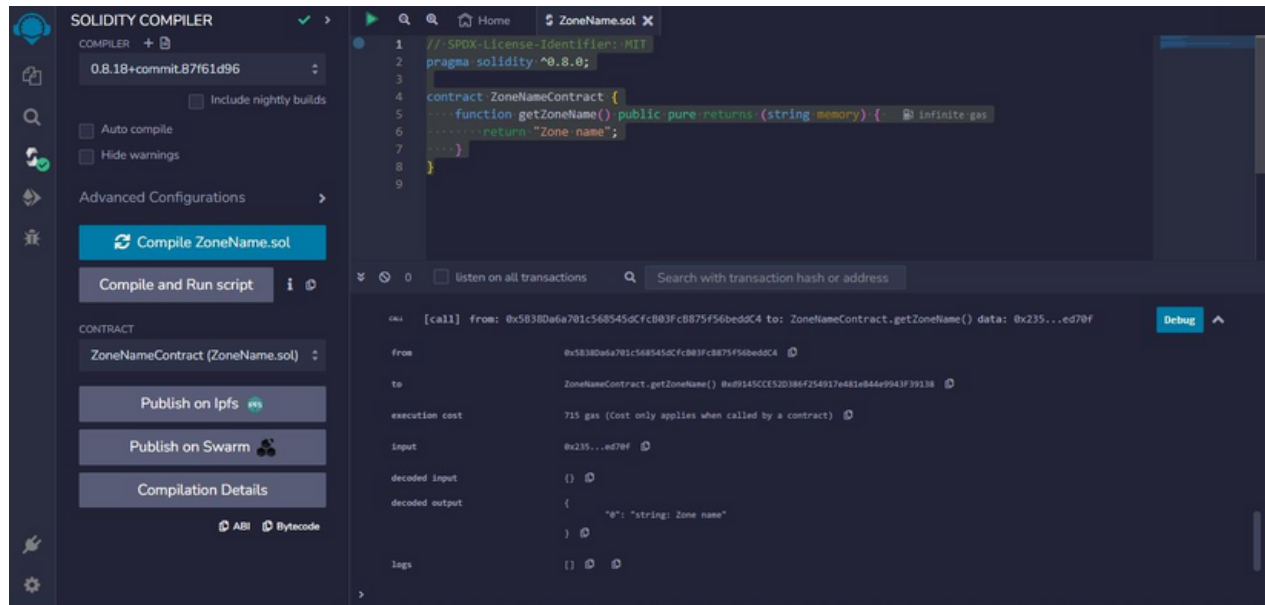 SOLIDITY COMPILER
COMPILER +
0.8.18+commit.87f61d96
Include nightly builds
Auto compile
Hide warnings
Advanced Configurations
Compile ZoneName.sol
Compile and Run script i
CONTRACT
ZoneNameContract (ZoneName.sol)
Publish on Ipfs
Publish on Swarm
Compilation Details
ABI Bytecode
Home ZoneName.sol
1 // SPDX-License-Identifier: MIT
2 pragma solidity ^0.8.0;
3
4 contract ZoneNameContract {
5 function getZoneName() public pure returns (string memory) { infinite gas
6 return "Zone name";
7 }
8 }
9
0 listen on all transactions Search with transaction hash or address
CALL [call] from: 0x5B38Da6a701c568545dCfcB03FcB875f56beddC4 to: ZoneNameContract.getZoneName() data: 0x235...ed70f Debug
from 0x5B38Da6a701c568545dCfcB03FcB875f56beddC4
to ZoneNameContract.getZoneName() 0xd9145CCE52D386f254917e481eB44e9943F39138
execution cost 715 gas (Cost only applies when called by a contract)
input 0x235...ed70f
decoded input {}
decoded output {
"0": "string: Zone name"
}
logs []
>